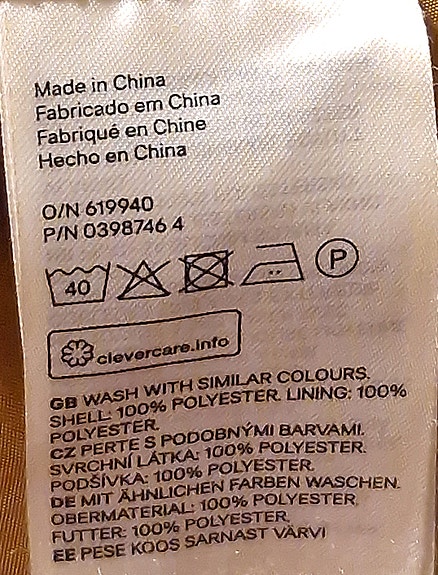 Made in China
Fabricado em China
Fabriqué en Chine
Hecho en China
O/N 619940
P/N 0398746 4
40 P
clevercare.info
GB WASH WITH SIMILAR COLOURS.
SHELL: 100% POLYESTER. LINING: 100%
POLYESTER.
CZ PERTE S PODOBNÝMI BARVAMI.
SVRCHNÍ LÁTKA: 100% POLYESTER.
PODŠÍVKA: 100% POLYESTER.
DE MIT ÄHNLICHEN FARBEN WASCHEN.
OBERMATERIAL: 100% POLYESTER.
FUTTER: 100% POLYESTER.
EE PESE KOOS SARNAST VÄRVI